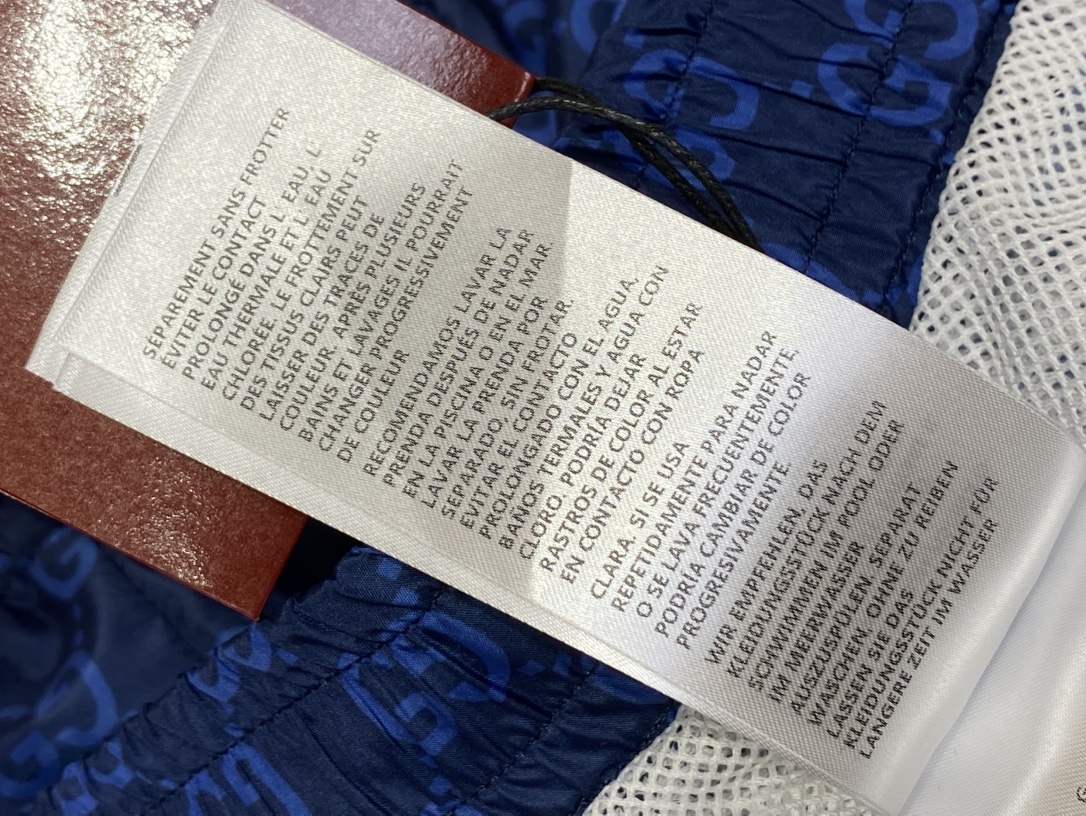 SEPAREMENT SANS FROTTER
ÉVITER LE CONTACT
PROLONGÉ DANS L EAU, L
EAU THERMALE ET L EAU
CHLORÉE. LE FROTTEMENT SUR
DES TISSUS CLAIRS PEUT
LAISSER DES TRACES DE
COULEUR. APRÈS PLUSIEURS
BAINS ET LAVAGES IL POURRAIT
CHANGER PROGRESSIVEMENT
DE COULEUR
RECOMENDAMOS LAVAR LA
PRENDA DESPUÉS DE NADAR
EN LA PISCINA O EN EL MAR.
LAVAR LA PRENDA POR
SEPARADO, SIN FROTAR.
EVITAR EL CONTACTO
PROLONGADO CON EL AGUA,
BANOS TERMALES Y AGUA CON
CLORO. PODRÍA DEJAR
RASTROS DE COLOR AL ESTAR
EN CONTACTO CON ROPA
CLARA. SI SE USA
REPETIDAMENTE PARA NADAR
O SE LAVA FRECUENTEMENTE.
PODRÍA CAMBIAR DE COLOR
PROGRESIVAMENTE.
WIR EMPFEHLEN, DAS
KLEIDUNGSSTÜCK NACH DEM
SCHWIMMEN IM POOL ODER
IM MEERWASSER
AUSZUSPÜLEN. SEPARAT
WASCHEN, OHNE ZU REIBEN
LASSEN SIE DAS
KLEIDUNGSSTÜCK NICHT FÜR
LÄNGERE ZEIT IM WASSER